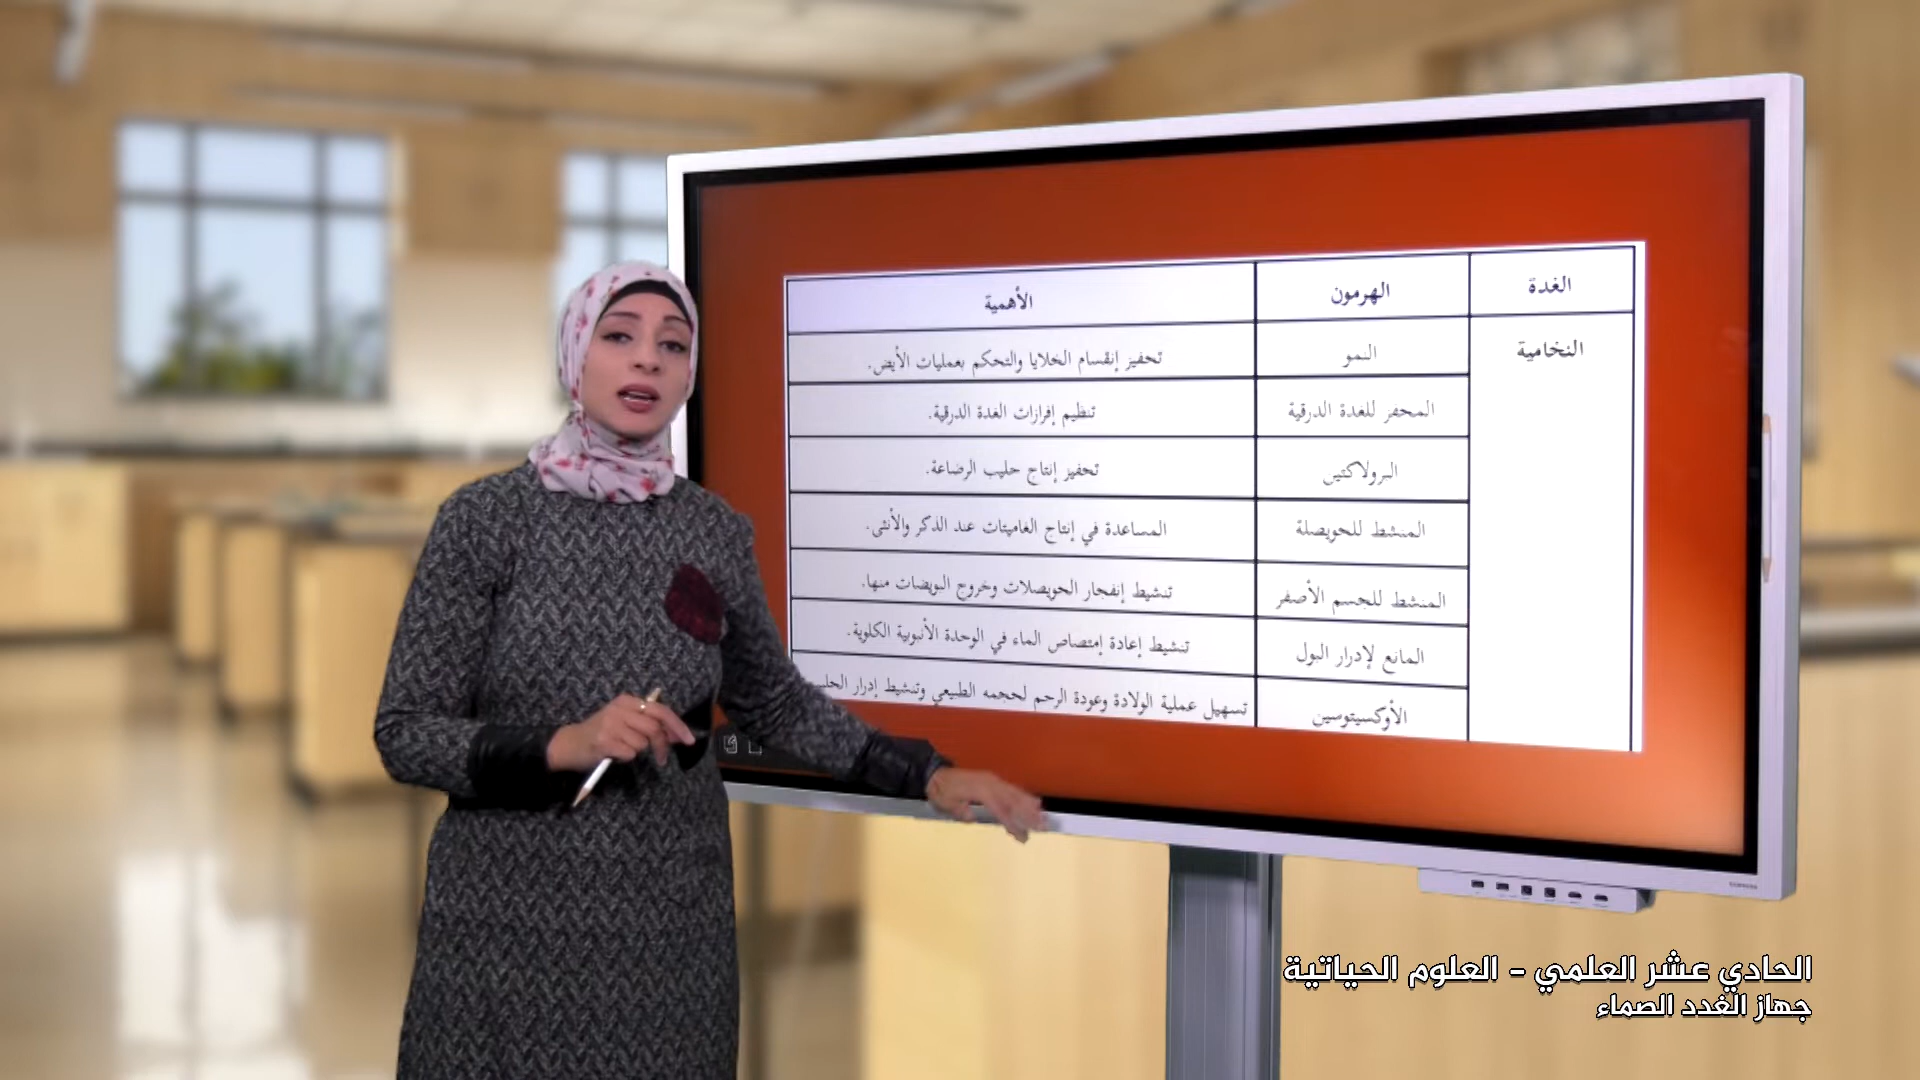 الغدة الهرمون الأهمية
النخامية النمو تحفيز إنقسام الخلايا والتحكم بعمليات الأيض.
المحفز للغدة الدرقية تنظيم إفرازات الغدة الدرقية.
البرولاكتين تحفيز إنتاج حليب الرضاعة.
المنشط للحويصلة المساعدة في إنتاج الغاميتات عند الذكر والأنثى.
المنشط للجسم الأصفر تنشيط إنفجار الحويصلات وخروج البويضات منها.
المانع لإدرار البول تنشيط إعادة إمتصاص الماء في الوحدة الأنبوبية الكلوية.
الأوكسيتوسين تسهيل عملية الولادة وعودة الرحم لحجمه الطبيعي وتنشيط إدرار
الحادي عشر العلمي - العلوم الحياتية
جهاز الغدد الصماء